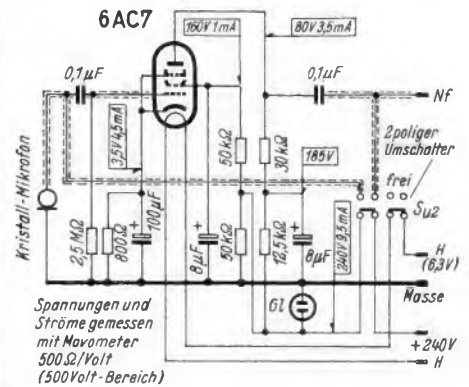 6AC7
160V 1mA
80V 3,5mA
0,1µF
0,1µF
Nf
2poliger
Umschalter
frei
Su2
Kristall-Mikrofon
3,5V 4,5mA
50kΩ
30kΩ
185V
2,5MΩ
800Ω
100µF
+
8µF
+
50kΩ
12,5kΩ
+
8µF
240V 9,5mA
H
(6,3V)
Masse
Gl
+240V
H
Spannungen und
Ströme gemessen
mit Mavometer
500Ω/Volt
(500Volt-Bereich)